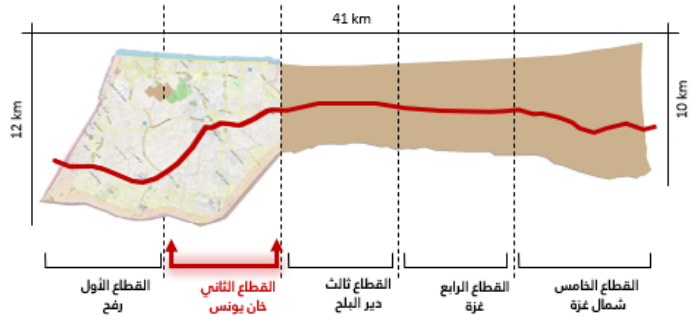 41 km
12 km
10 km
القطاع الأول
رفح
القطاع الثاني
خان يونس
القطاع ثالث
دير البلح
القطاع الرابع
غزة
القطاع الخامس
شمال غزة